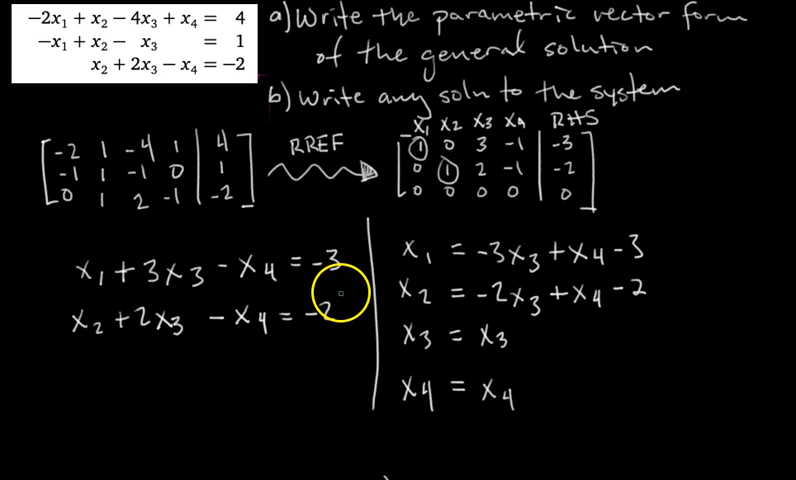 −2x₁ + x₂ − 4x₃ + x₄ = 4
−x₁ + x₂ − x₃ = 1
x₂ + 2x₃ − x₄ = −2
a) Write the parametric vector form
of the general solution
b) Write any soln to the system
x₁ x₂ x₃ x₄ RHS
-2 1 -4 1 | 4 RREF 1 0 3 -1 | -3
-1 1 -1 0 | 1 0 1 2 -1 | -2
0 1 2 -1 | -2 0 0 0 0 | 0
x₁ + 3x₃ - x₄ = -3
x₂ + 2x₃ - x₄ = -2
x₁ = -3x₃ + x₄ - 3
x₂ = -2x₃ + x₄ - 2
x₃ = x₃
x₄ = x₄